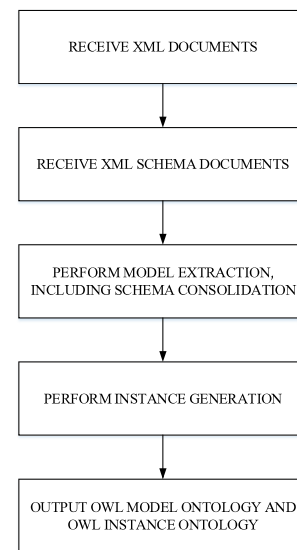 RECEIVE XML DOCUMENTS
RECEIVE XML SCHEMA DOCUMENTS
PERFORM MODEL EXTRACTION,
INCLUDING SCHEMA CONSOLIDATION
PERFORM INSTANCE GENERATION
OUTPUT OWL MODEL ONTOLOGY AND
OWL INSTANCE ONTOLOGY